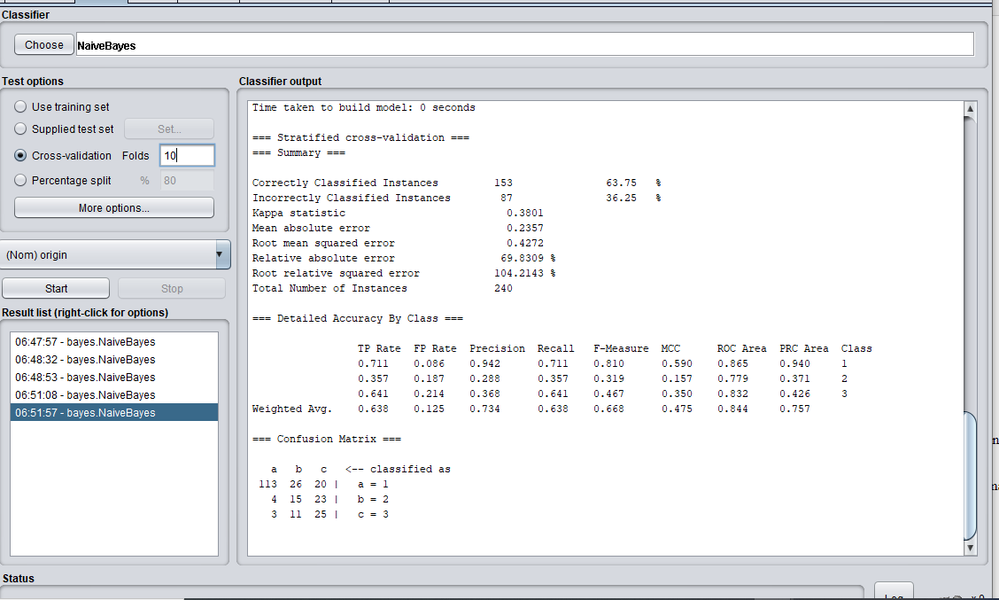 Classifier
Choose NaiveBayes
Test options
Use training set
Supplied test set Set...
Cross-validation Folds 10
Percentage split % 80
More options...
(Nom) origin
Start Stop
Result list (right-click for options)
06:47:57 - bayes.NaiveBayes
06:48:32 - bayes.NaiveBayes
06:48:53 - bayes.NaiveBayes
06:51:08 - bayes.NaiveBayes
06:51:57 - bayes.NaiveBayes
Classifier output
Time taken to build model: 0 seconds
=== Stratified cross-validation ===
=== Summary ===
Correctly Classified Instances 153 63.75 %
Incorrectly Classified Instances 87 36.25 %
Kappa statistic 0.3801
Mean absolute error 0.2357
Root mean squared error 0.4272
Relative absolute error 69.8309 %
Root relative squared error 104.2143 %
Total Number of Instances 240
=== Detailed Accuracy By Class ===
TP Rate FP Rate Precision Recall F-Measure MCC ROC Area PRC Area Class
0.711 0.086 0.942 0.711 0.810 0.590 0.865 0.940 1
0.357 0.187 0.288 0.357 0.319 0.157 0.779 0.371 2
0.641 0.214 0.368 0.641 0.467 0.350 0.832 0.426 3
Weighted Avg. 0.638 0.125 0.734 0.638 0.668 0.475 0.844 0.757
=== Confusion Matrix ===
a b c <-- classified as
113 26 20 | a = 1
4 15 23 | b = 2
3 11 25 | c = 3
Status